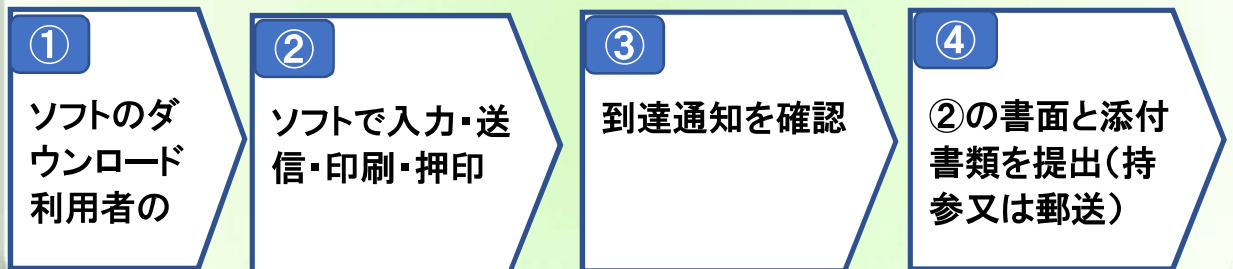 ①
ソフトのダ
ウンロード
利用者の
②
ソフトで入力・送
信・印刷・押印
③
到達通知を確認
④
②の書面と添付
書類を提出（持
参又は郵送）